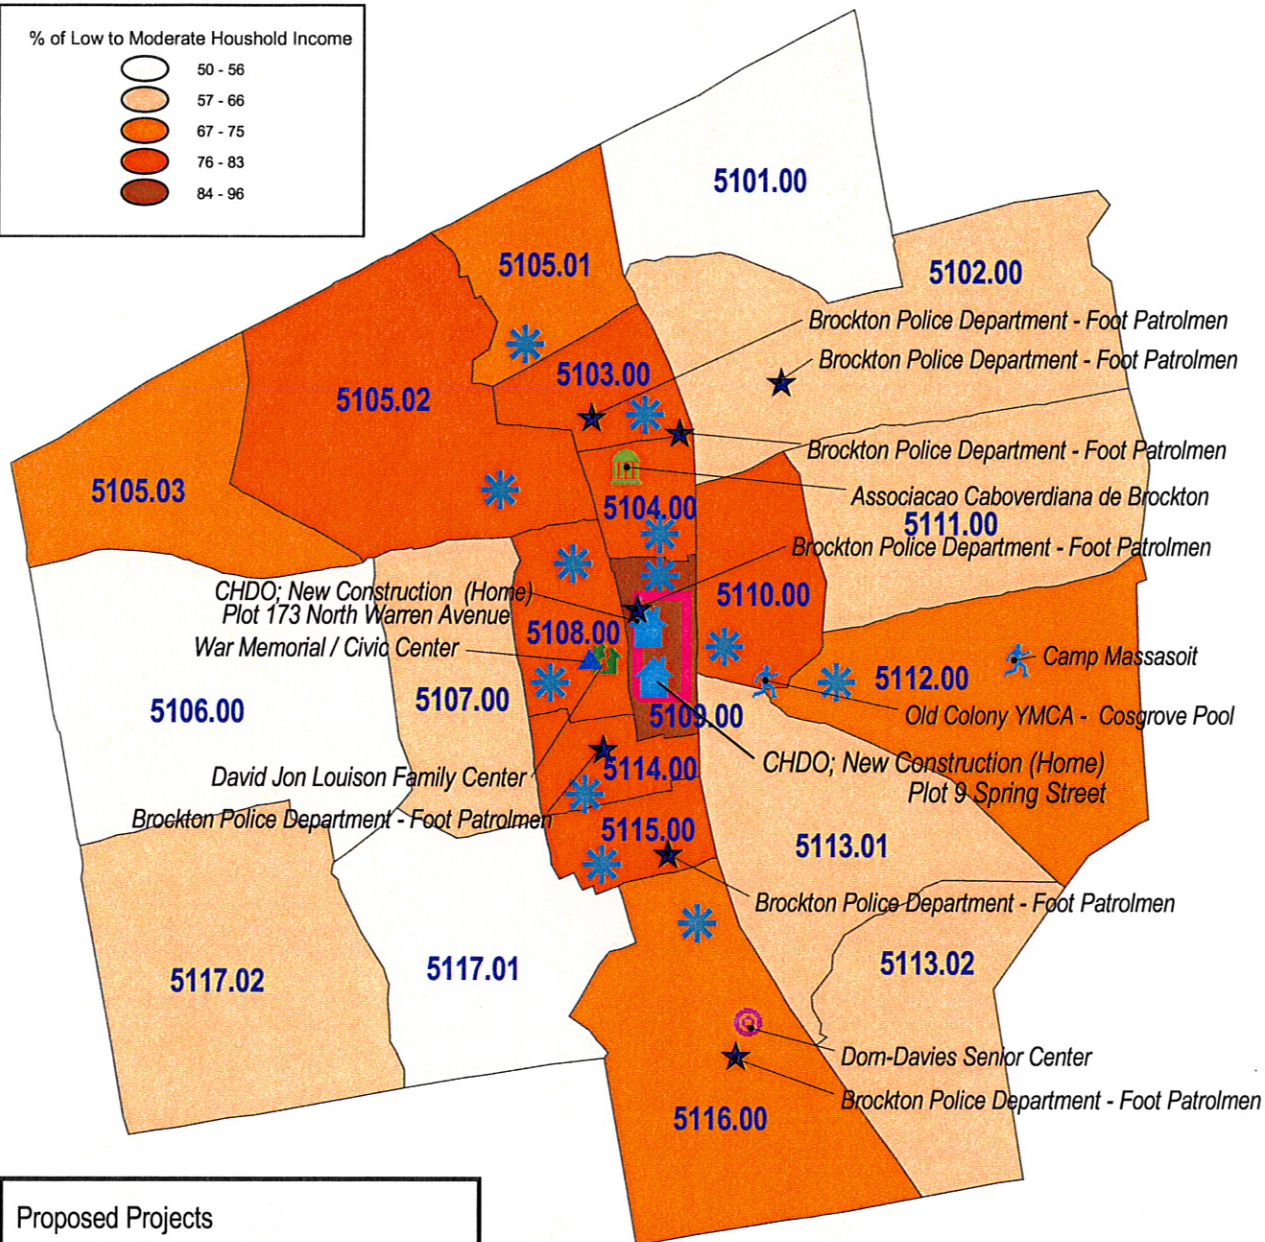 % of Low to Moderate Houshold Income
50 - 56
57 - 66
67 - 75
76 - 83
84 - 96
5101.00
5105.01
5102.00
Brockton Police Department - Foot Patrolmen
Brockton Police Department - Foot Patrolmen
5103.00
5105.02
Brockton Police Department - Foot Patrolmen
5105.03
Associacao Caboverdiana de Brockton
5104.00
5111.00
Brockton Police Department - Foot Patrolmen
CHDO; New Construction (Home)
Plot 173 North Warren Avenue
5110.00
5108.00
War Memorial / Civic Center
Camp Massasoit
5112.00
5107.00
5106.00
5109.00
Old Colony YMCA - Cosgrove Pool
CHDO; New Construction (Home)
Plot 9 Spring Street
David Jon Louison Family Center
5114.00
Brockton Police Department - Foot Patrolmen
5115.00
5113.01
Brockton Police Department - Foot Patrolmen
5113.02
5117.01
5117.02
Dorn-Davies Senior Center
Brockton Police Department - Foot Patrolmen
5116.00
Proposed Projects